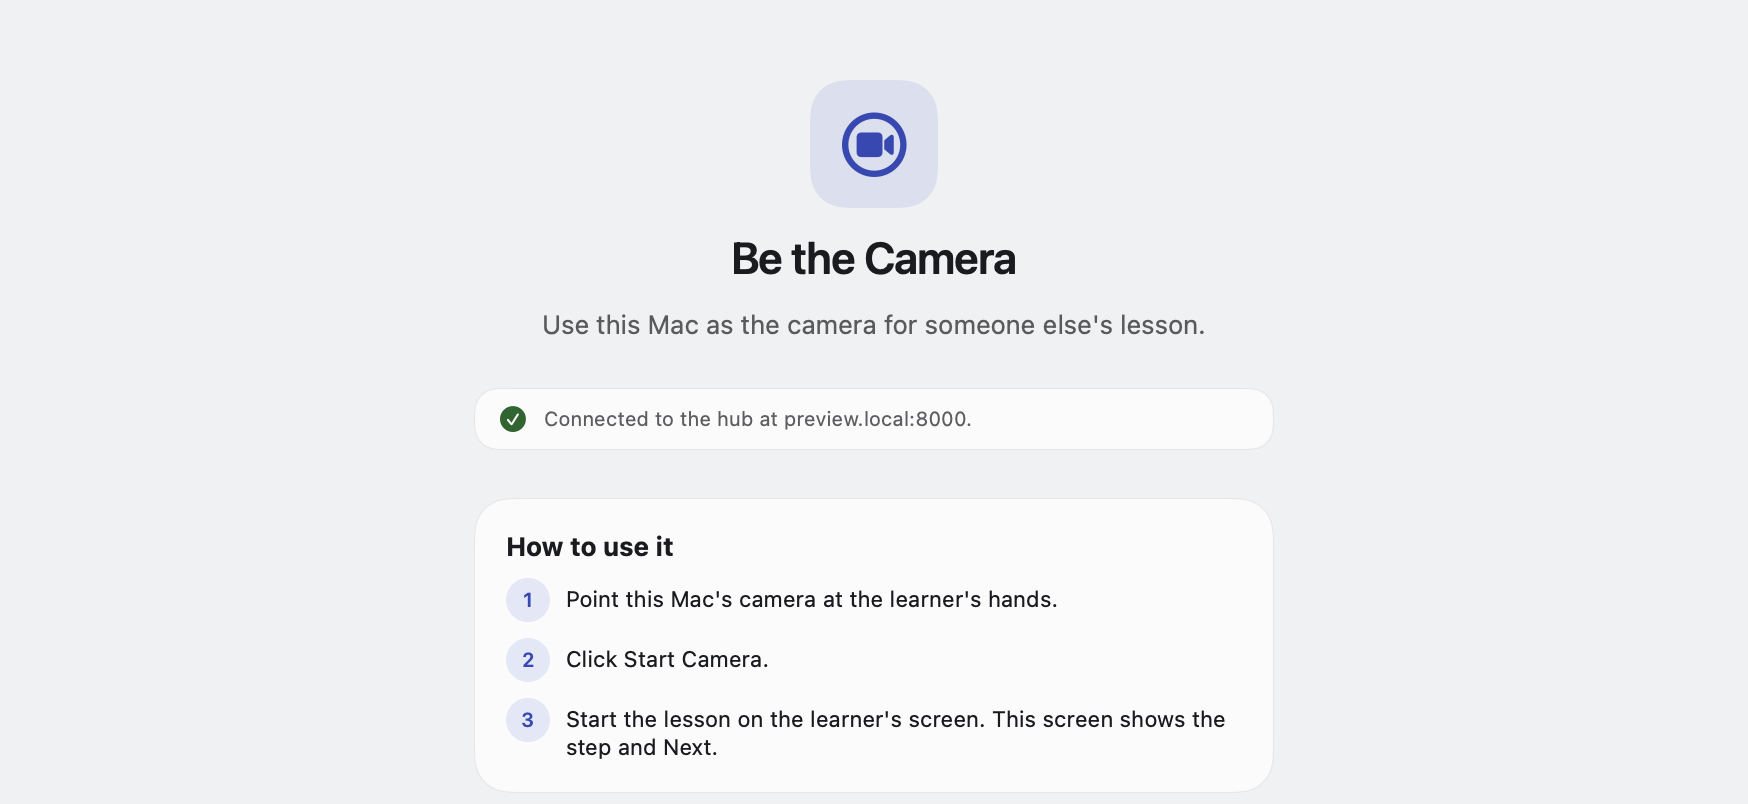 Be the Camera
Use this Mac as the camera for someone else's lesson.
Connected to the hub at preview.local:8000.
How to use it
1 Point this Mac's camera at the learner's hands.
2 Click Start Camera.
3 Start the lesson on the learner's screen. This screen shows the
step and Next.